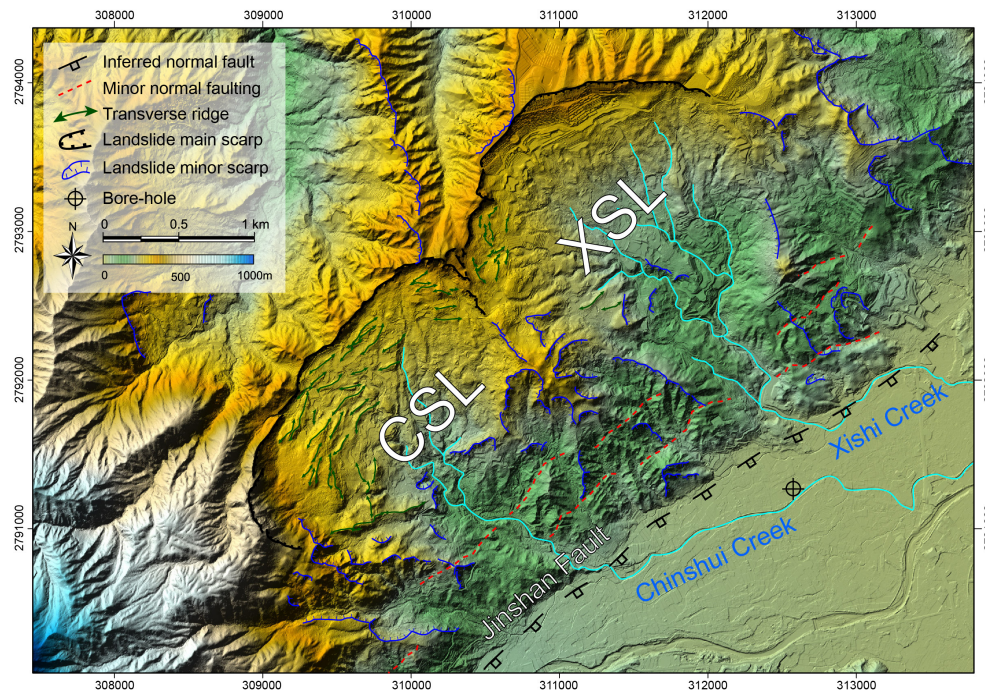 308000 309000 310000 311000 312000 313000
2794000
2793000
2792000
2791000
Inferred normal fault
Minor normal faulting
Transverse ridge
Landslide main scarp
Landslide minor scarp
Bore-hole
0 0.5 1 km
N
0 500 1000m
XSL
CSL
Xishi Creek
Chinshui Creek
Jinshan Fault
308000 309000 310000 311000 312000 313000